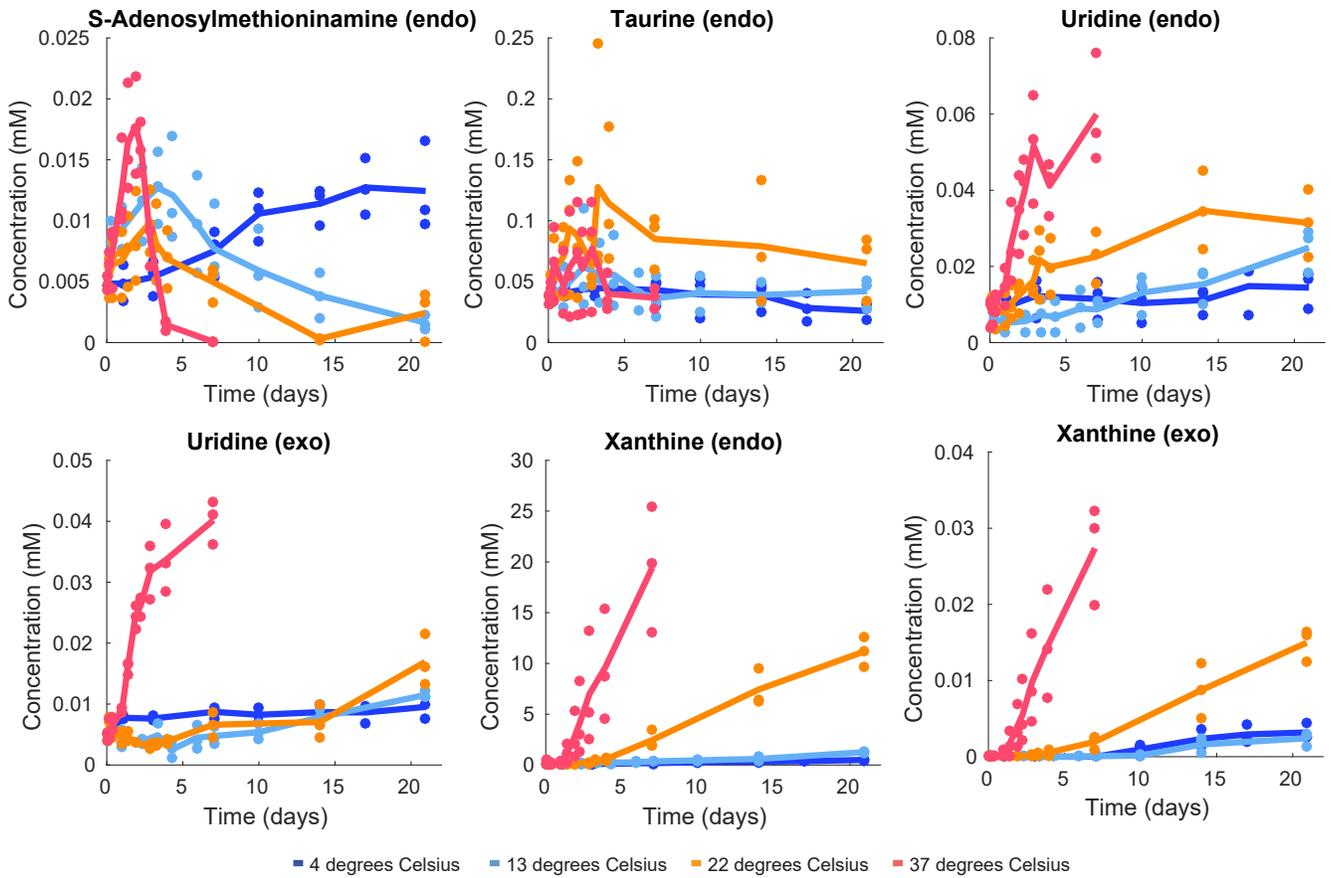 S-Adenosylmethioninamine (endo)
Concentration (mM)
0.025
0.02
0.015
0.01
0.005
0
0 5 10 15 20
Time (days)
Taurine (endo)
Concentration (mM)
0.25
0.2
0.15
0.1
0.05
0
0 5 10 15 20
Time (days)
Uridine (endo)
Concentration (mM)
0.08
0.06
0.04
0.02
0
0 5 10 15 20
Time (days)
Uridine (exo)
Concentration (mM)
0.05
0.04
0.03
0.02
0.01
0
0 5 10 15 20
Time (days)
Xanthine (endo)
Concentration (mM)
30
25
20
15
10
5
0
0 5 10 15 20
Time (days)
Xanthine (exo)
Concentration (mM)
0.04
0.03
0.02
0.01
0
0 5 10 15 20
Time (days)
4 degrees Celsius 13 degrees Celsius 22 degrees Celsius 37 degrees Celsius